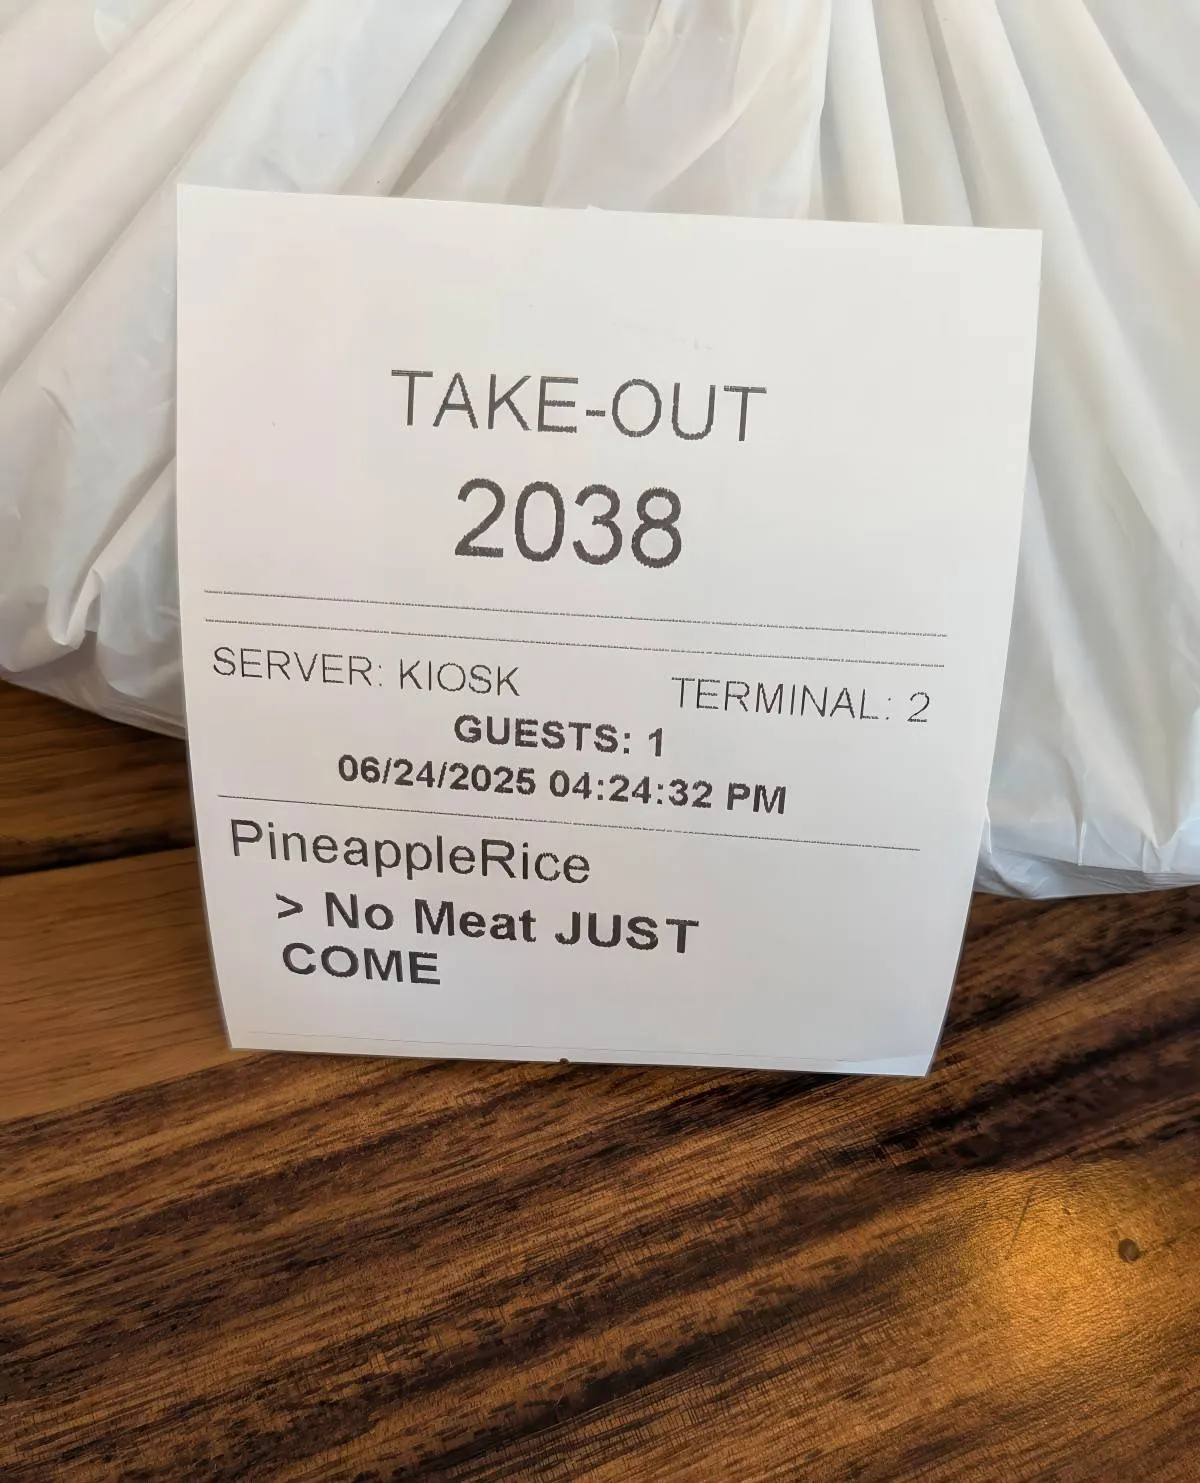 TAKE-OUT
2038
SERVER: KIOSK TERMINAL: 2
GUESTS: 1
06/24/2025 04:24:32 PM
PineappleRice
> No Meat JUST
COME